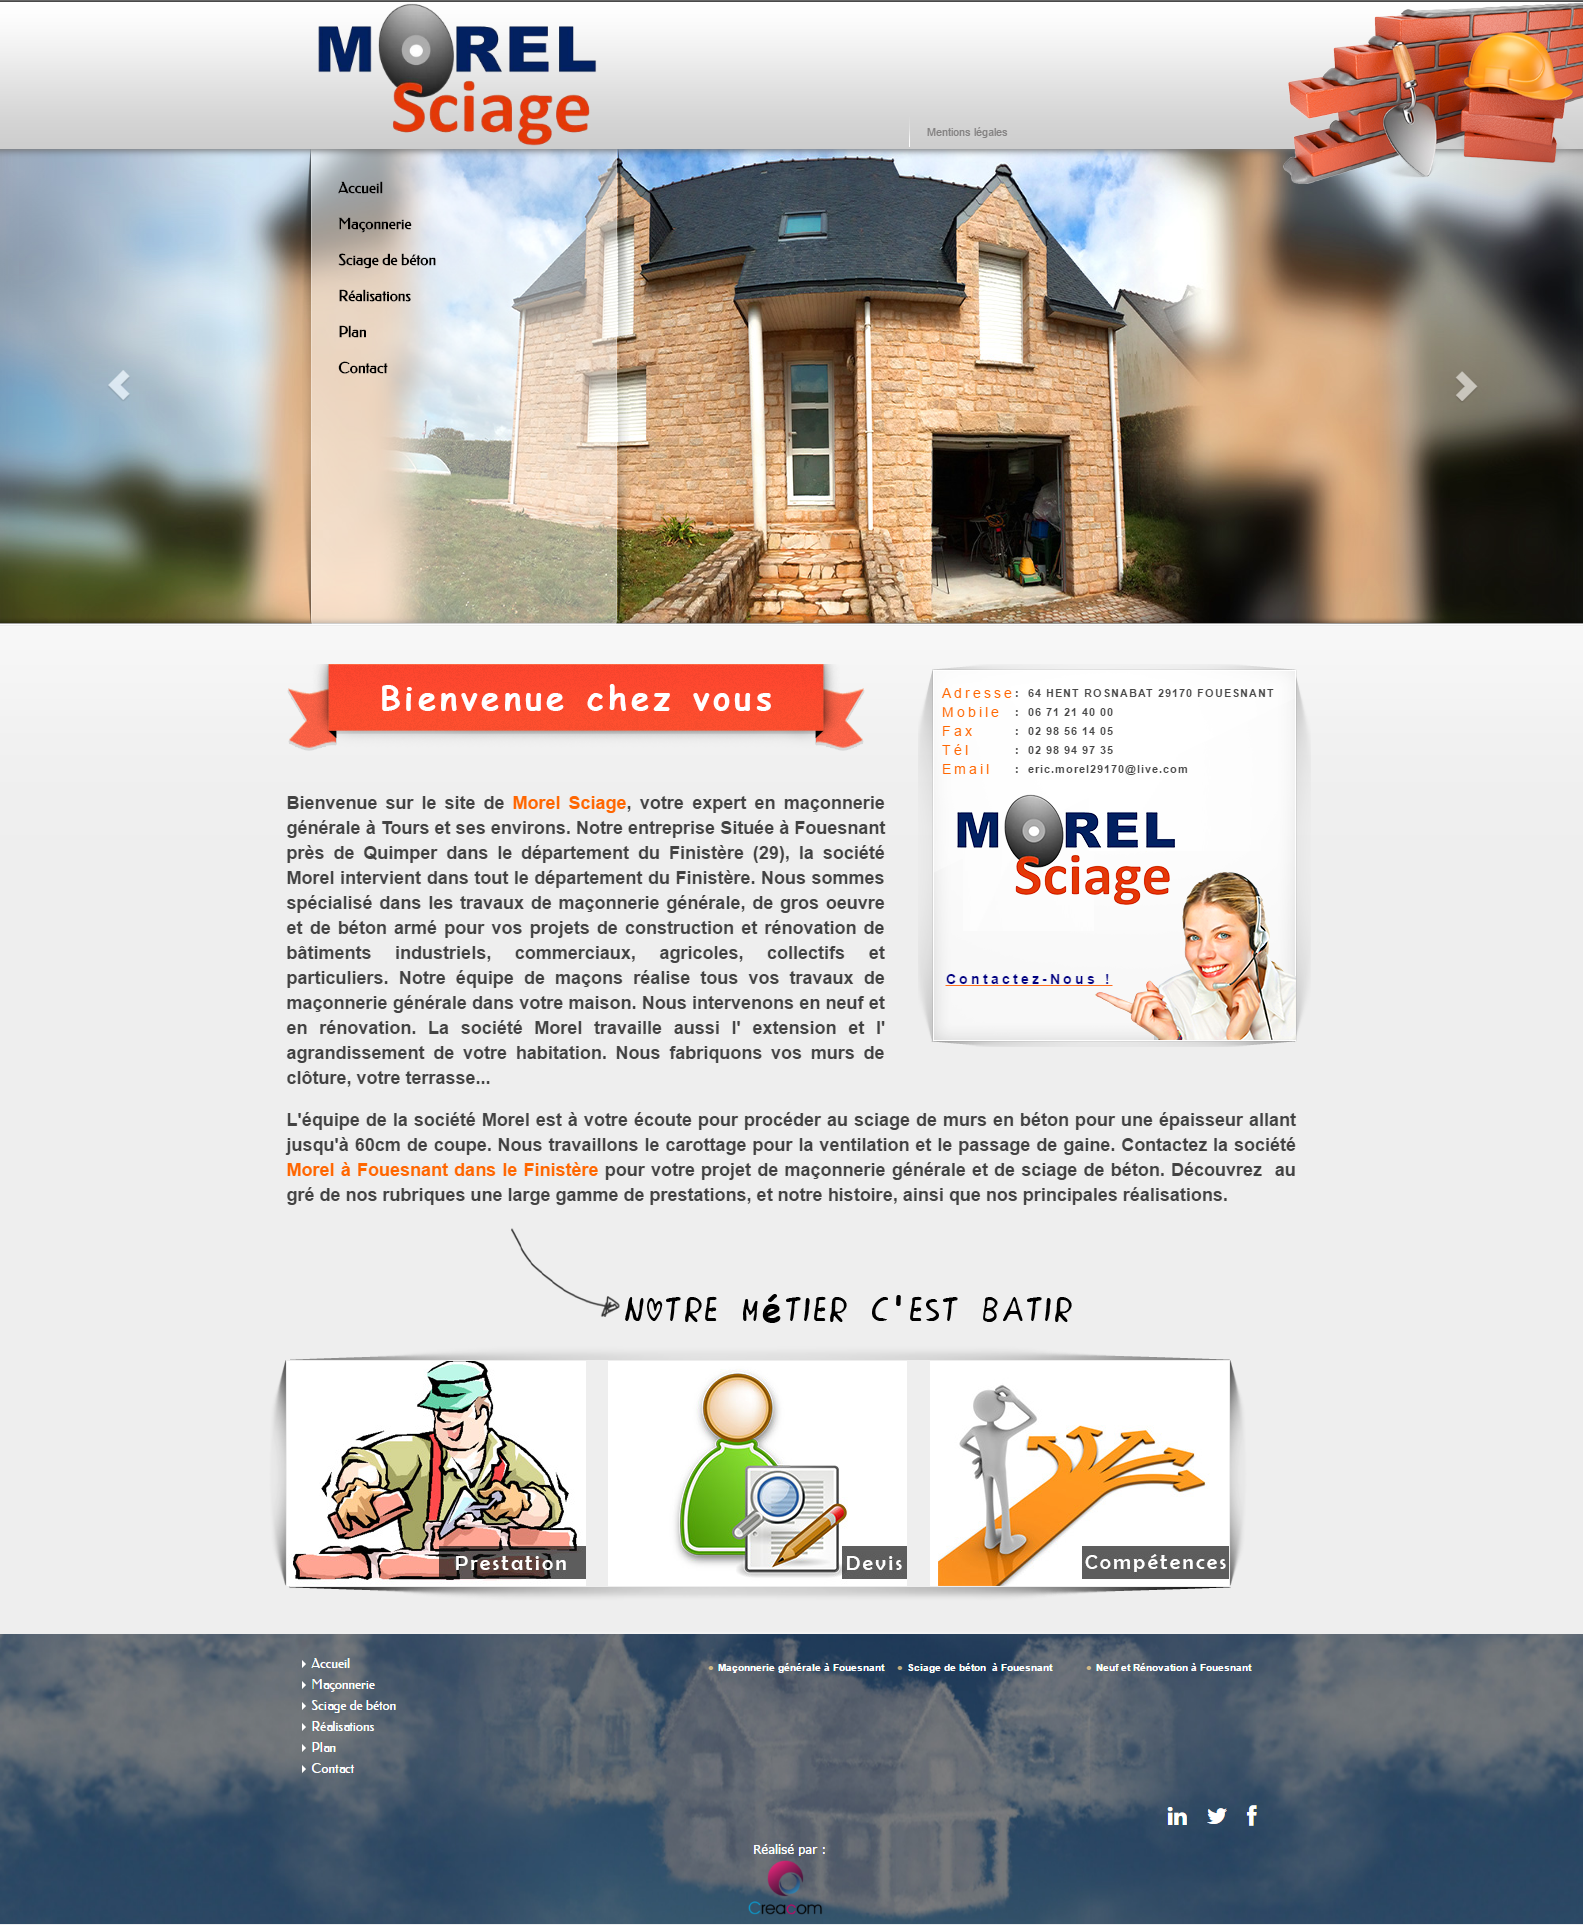 MOREL
Sciage
Mentions légales
Accueil
Maçonnerie
Sciage de béton
Réalisations
Plan
Contact
Bienvenue chez vous
Adresse: 64 HENT ROSNABAT 29170 FOUESNANT
Mobile : 06 71 21 40 00
Fax : 02 98 56 14 05
Tél : 02 98 94 97 35
Email : eric.morel29170@live.com
MOREL
Sciage
Contactez-Nous !
Bienvenue sur le site de Morel Sciage, votre expert en maçonnerie
générale à Tours et ses environs. Notre entreprise Située à Fouesnant
près de Quimper dans le département du Finistère (29), la société
Morel intervient dans tout le département du Finistère. Nous sommes
spécialisé dans les travaux de maçonnerie générale, de gros oeuvre
et de béton armé pour vos projets de construction et rénovation de
bâtiments industriels, commerciaux, agricoles, collectifs et
particuliers. Notre équipe de maçons réalise tous vos travaux de
maçonnerie générale dans votre maison. Nous intervenons en neuf et
en rénovation. La société Morel travaille aussi l' extension et l'
agrandissement de votre habitation. Nous fabriquons vos murs de
clôture, votre terrasse...
L'équipe de la société Morel est à votre écoute pour procéder au sciage de murs en béton pour une épaisseur allant
jusqu'à 60cm de coupe. Nous travaillons le carottage pour la ventilation et le passage de gaine. Contactez la société
Morel à Fouesnant dans le Finistère pour votre projet de maçonnerie générale et de sciage de béton. Découvrez  au
gré de nos rubriques une large gamme de prestations, et notre histoire, ainsi que nos principales réalisations.
NOTRE MéTIER C'EST BATIR
Prestation
Devis
Compétences
Accueil
Maçonnerie
Sciage de béton
Réalisations
Plan
Contact
• Maçonnerie générale à Fouesnant • Sciage de béton  à Fouesnant • Neuf et Rénovation à Fouesnant
in f
Réalisé par :
Creacom